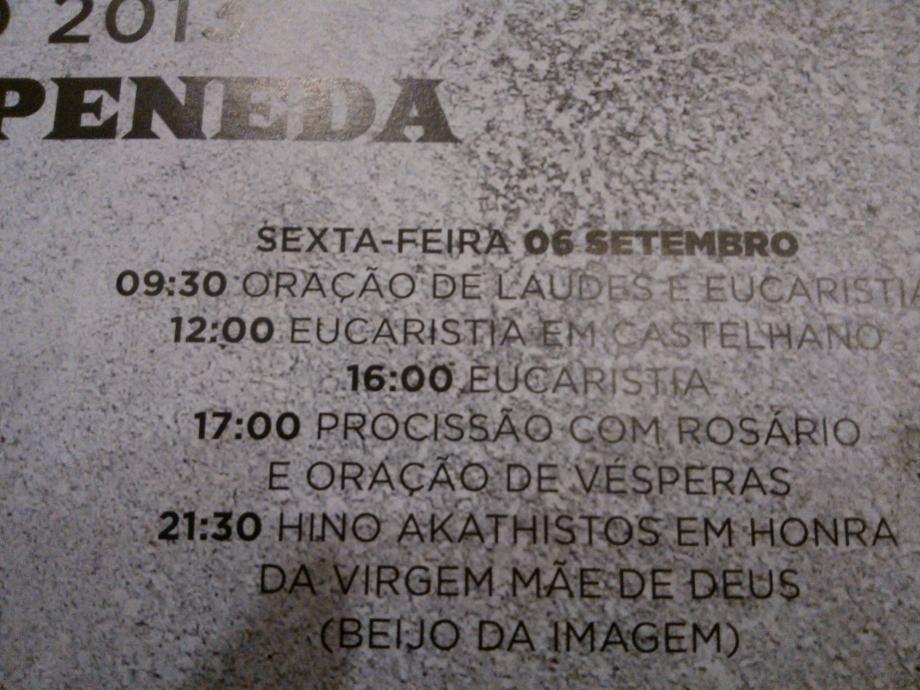 2013
PENEDA
SEXTA-FEIRA 06 SETEMBRO
09:30 ORAÇÃO DE LAUDES E EUCARISTIA
12:00 EUCARISTIA EM CASTELHANO
16:00 EUCARISTIA
17:00 PROCISSÃO COM ROSÁRIO
E ORAÇÃO DE VÉSPERAS
21:30 HINO AKATHISTOS EM HONRA
DA VIRGEM MÃE DE DEUS
(BEIJO DA IMAGEM)